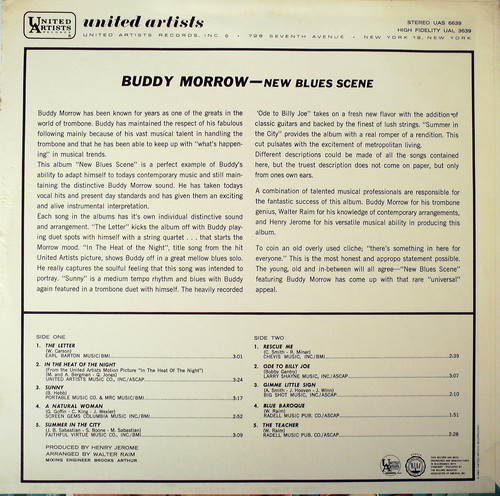 UNITED
ARTISTS
RECORDS
united artists
UNITED ARTISTS RECORDS, INC. ® • 729 SEVENTH AVENUE • NEW YORK 19, NEW YORK
STEREO UAS 6639
HIGH FIDELITY UAL 3639
BUDDY MORROW—NEW BLUES SCENE
Buddy Morrow has been known for years as one of the greats in the
world of trombone. Buddy has maintained the respect of his fabulous
following mainly because of his vast musical talent in handling the
trombone and that he has been able to keep up with "what's happen-
ing" in musical trends.
This album "New Blues Scene" is a perfect example of Buddy's
ability to adapt himself to todays contemporary music and still main-
taining the distinctive Buddy Morrow sound. He has taken todays
vocal hits and present day standards and has given them an exciting
and alive instrumental interpretation.
Each song in the albums has it's own individual distinctive sound
and arrangement. "The Letter" kicks the album off with Buddy play-
ing duet spots with himself with a string quartet . . . that starts the
Morrow mood. "In The Heat of the Night", title song from the hit
United Artists picture, shows Buddy off in a great mellow blues solo.
He really captures the soulful feeling that this song was intended to
portray. "Sunny" is a medium tempo rhythm and blues with Buddy
again featured in a trombone duet with himself. The heavily recorded
'Ode to Billy Joe" takes on a fresh new flavor with the addition of
classic guitars and backed by the finest of lush strings. "Summer in
the City" provides the album with a real romper of a rendition. This
cut pulsates with the excitement of metropolitan living.
Different descriptions could be made of all the songs contained
here, but the truest description does not come on paper, but only
from ones own ears.
A combination of talented musical professionals are responsible for
the fantastic success of this album. Buddy Morrow for his trombone
genius, Walter Raim for his knowledge of contemporary arrangements,
and Henry Jerome for his versatile musical ability in producing this
album.
To coin an old overly used cliche; "there's something in here for
everyone." This is the most honest and appropo statement possible.
The young, old and in-between will all agree—"New Blues Scene"
featuring Buddy Morrow has come up with that rare "universal"
appeal.
SIDE ONE
1. THE LETTER
(W. Carson)
EARL BARTON MUSIC/BMI 3:01
2. IN THE HEAT OF THE NIGHT
(From the United Artists Motion Picture "In The Heat Of The Night")
(M. and A. Bergman - Q. Jones)
UNITED ARTISTS MUSIC CO., INC/ASCAP 3:24
3. SUNNY
(B. Hebb)
PORTABLE MUSIC CO. & MRC MUSIC/BMI 3:17
4. A NATURAL WOMAN
(G. Goffin - C. King - J. Wexler)
SCREEN GEMS COLUMBIA MUSIC INC/BMI 2:52
5. SUMMER IN THE CITY
(J. B. Sebastian - S. Boone - M. Sebastian)
FAITHFUL VIRTUE MUSIC CO., INC/BMI 3:09
PRODUCED BY HENRY JEROME
ARRANGED BY WALTER RAIM
MIXING ENGINEER BROOKS ARTHUR
SIDE TWO
1. RESCUE ME
(C. Smith - R. Miner)
CHEVIS MUSIC, INC/BMI 2:39
2. ODE TO BILLY JOE
(Bobby Gentry)
LARRY SHAYNE MUSIC, INC./ASCAP 3:07
3. GIMME LITTLE SIGN
(A. Smith - J. Hooven - J. Winn)
BIG SHOT MUSIC, INC/ASCAP 2:10
4. BLUE BAROQUE
(W. Raim)
RADELL MUSIC PUB. CO/ASCAP 1:51
5. THE TEACHER
(W. Raim)
RADELL MUSIC PUB. CO/ASCAP 2:28